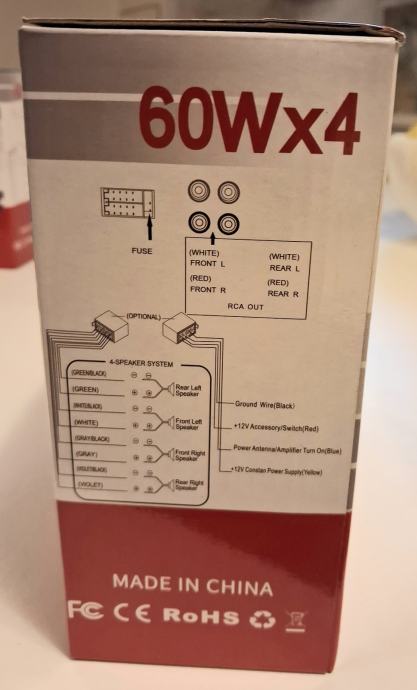 60Wx4
FUSE
(WHITE)
FRONT L
(WHITE)
REAR L
(RED)
FRONT R
(RED)
REAR R
RCA OUT
(OPTIONAL)
4-SPEAKER SYSTEM
(GREEN/BLACK)
(GREEN)
Rear Left
Speaker
(WHITE/BLACK)
(WHITE)
Front Left
Speaker
(GRAY/BLACK)
(GRAY)
Front Right
Speaker
(VIOLET/BLACK)
(VIOLET)
Rear Right
Speaker
Ground Wire(Black)
+12V Accessory/Switch(Red)
Power Antenna/Amplifier Turn On(Blue)
+12V Constan Power Supply(Yellow)
MADE IN CHINA
FC CE RoHS